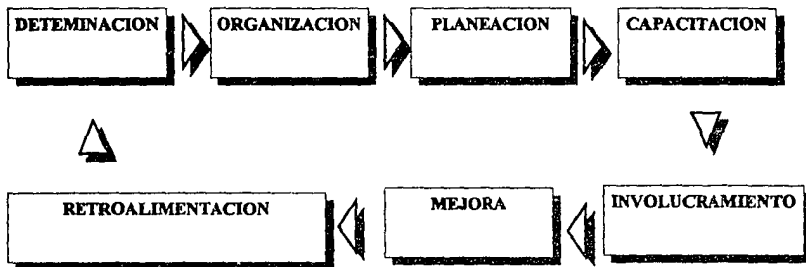 DETEMINACION
ORGANIZACION
PLANEACION
CAPACITACION
INVOLUCRAMIENTO
MEJORA
RETROALIMENTACION